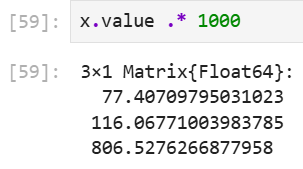 [59]: x.value .* 1000
[59]: 3×1 Matrix{Float64}:
77.40709795031023
116.06771003983785
806.5276266877958